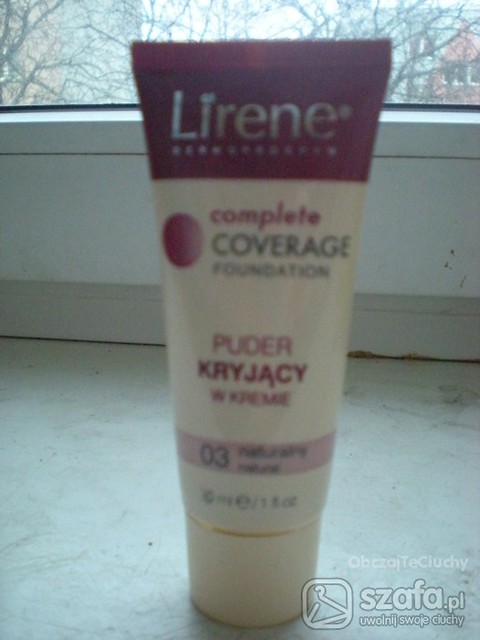 Lirene®
complete
COVERAGE
FOUNDATION
PUDER
KRYJĄCY
W KREMIE
03 naturalny
natural
30 ml e / 1 fl oz
ObczajTeCiuchy
szafa.pl
uwolnij swoje ciuchy